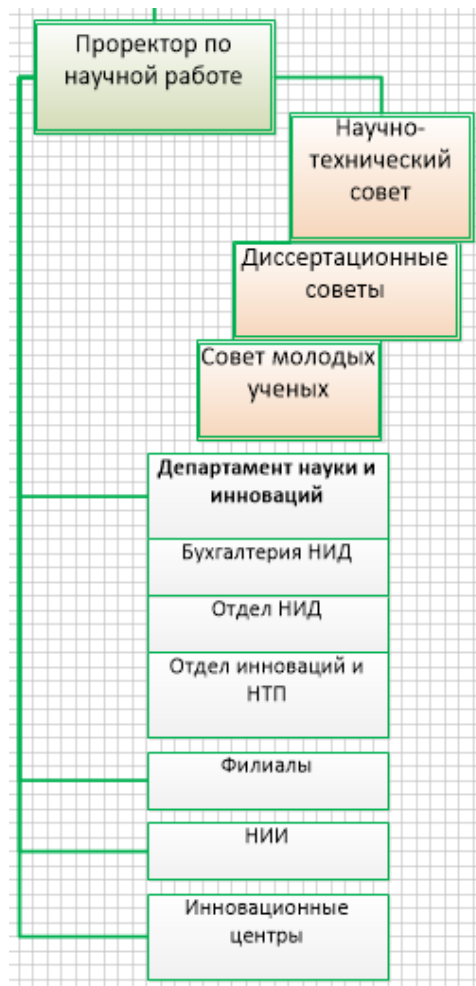 Проректор по
научной работе
Научно-
технический
совет
Диссертационные
советы
Совет молодых
ученых
Департамент науки и
инноваций
Бухгалтерия НИД
Отдел НИД
Отдел инноваций и
НТП
Филиалы
НИИ
Инновационные
центры